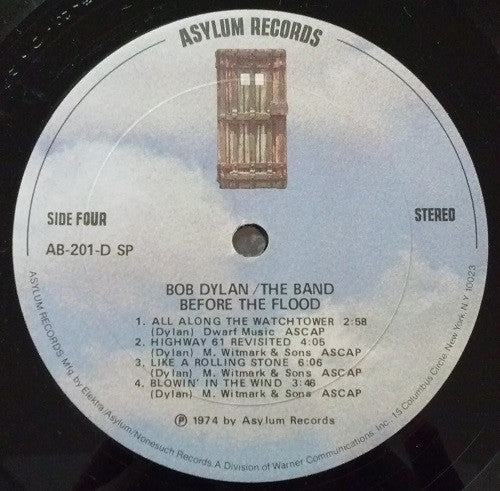 ASYLUM RECORDS
SIDE FOUR
STEREO
AB-201-D SP
BOB DYLAN/THE BAND
BEFORE THE FLOOD
1. ALL ALONG THE WATCHTOWER 2:58
(Dylan) Dwarf Music ASCAP
2. HIGHWAY 61 REVISITED 4:05
(Dylan) M. Witmark & Sons ASCAP
3. LIKE A ROLLING STONE 6:06
(Dylan) M. Witmark & Sons ASCAP
4. BLOWIN' IN THE WIND 3:46
(Dylan) M. Witmark & Sons ASCAP
Ⓟ 1974 by Asylum Records
ASYLUM RECORDS Mfg. by Elektra/Asylum/Nonesuch Records A Division of Warner Communications Inc. 15 Columbus Circle, New York, N.Y. 10023